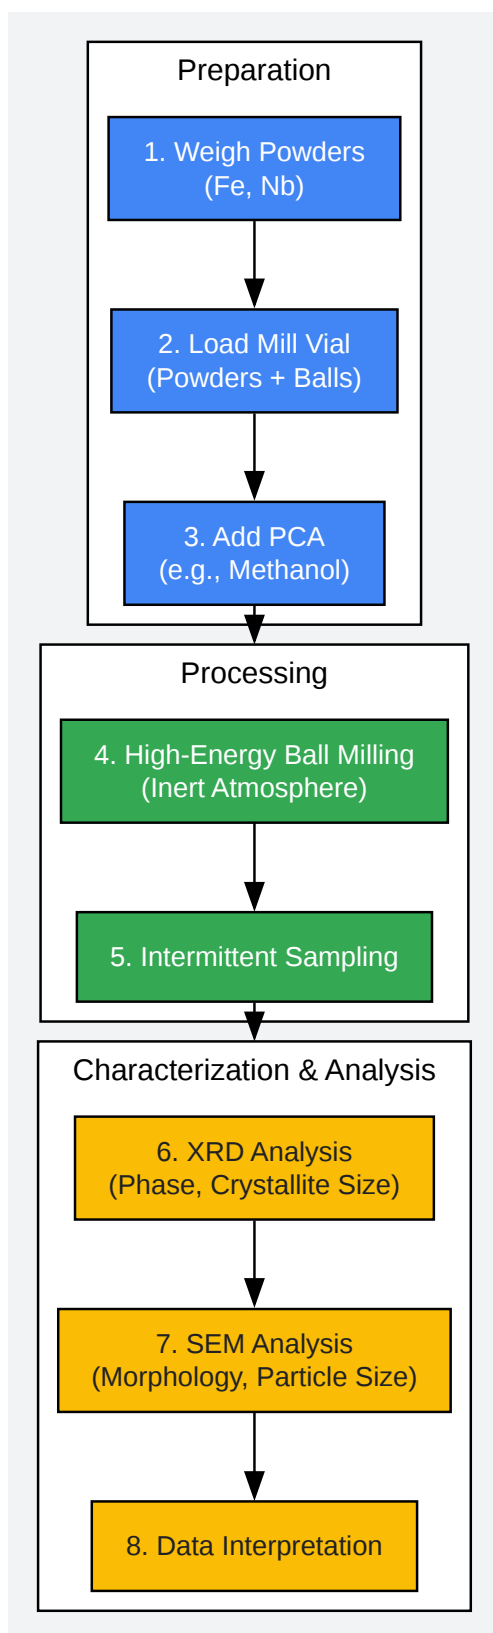 Preparation
1. Weigh Powders
(Fe, Nb)
2. Load Mill Vial
(Powders + Balls)
3. Add PCA
(e.g., Methanol)
Processing
4. High-Energy Ball Milling
(Inert Atmosphere)
5. Intermittent Sampling
Characterization & Analysis
6. XRD Analysis
(Phase, Crystallite Size)
7. SEM Analysis
(Morphology, Particle Size)
8. Data Interpretation